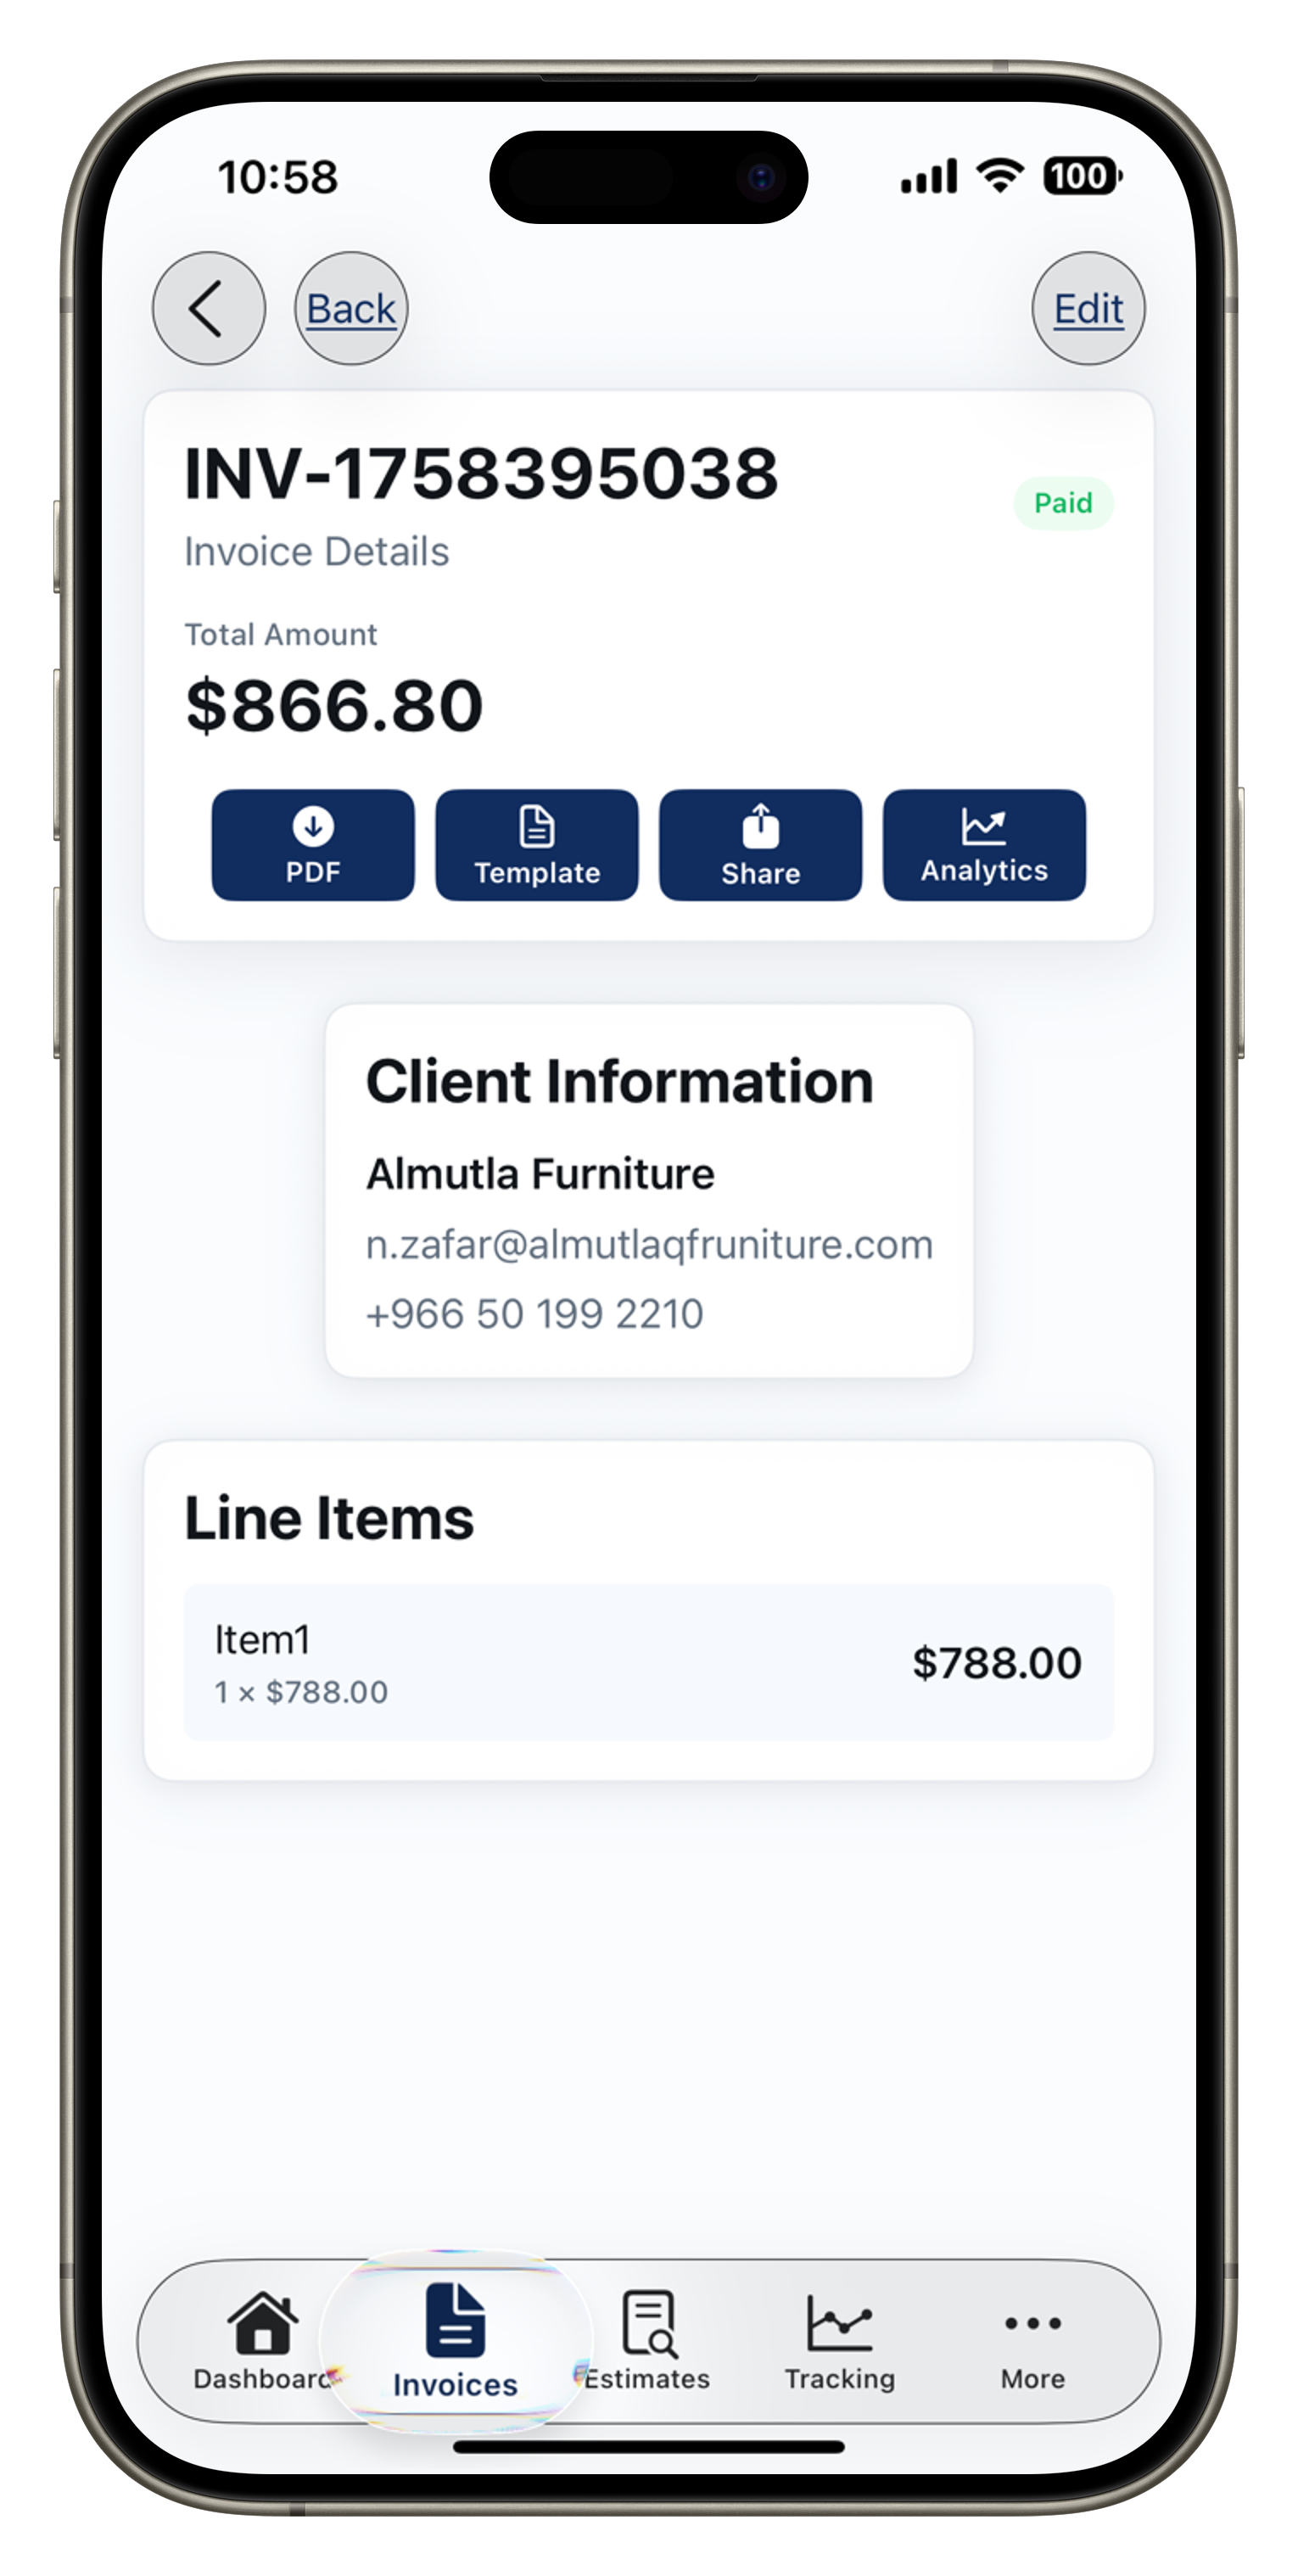 10:58
100
Back
Edit
INV-1758395038
Paid
Invoice Details
Total Amount
$866.80
PDF
Template
Share
Analytics
Client Information
Almutla Furniture
n.zafar@almutlaqfruniture.com
+966 50 199 2210
Line Items
Item1
1 × $788.00
$788.00
Dashboard
Invoices
Estimates
Tracking
More